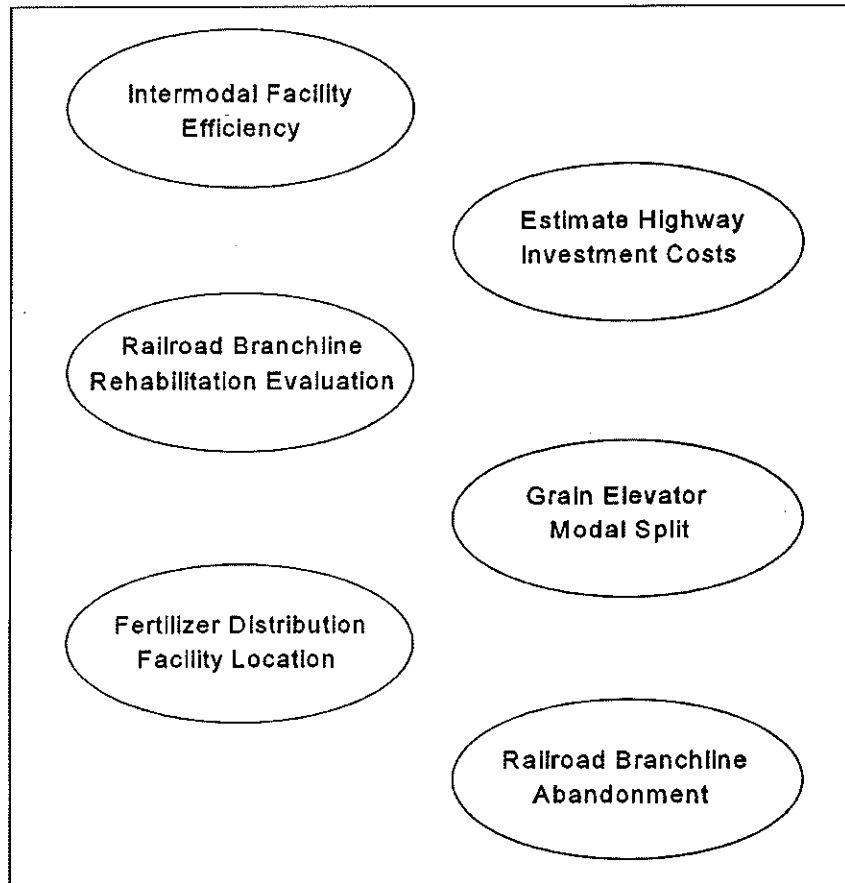 Intermodal Facility
Efficiency
Estimate Highway
Investment Costs
Railroad Branchline
Rehabilitation Evaluation
Grain Elevator
Modal Split
Fertilizer Distribution
Facility Location
Railroad Branchline
Abandonment